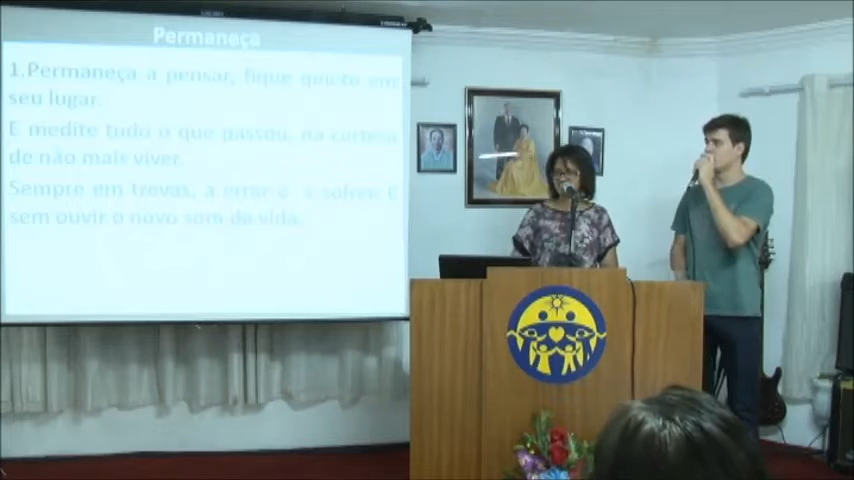 Permaneça
1.Permaneça a pensar, fique quieto em
seu lugar.
E medite tudo o que passou, na certeza
de não mais viver.
Sempre em trevas, a errar e a sofrer. E
sem ouvir o novo som da vida.